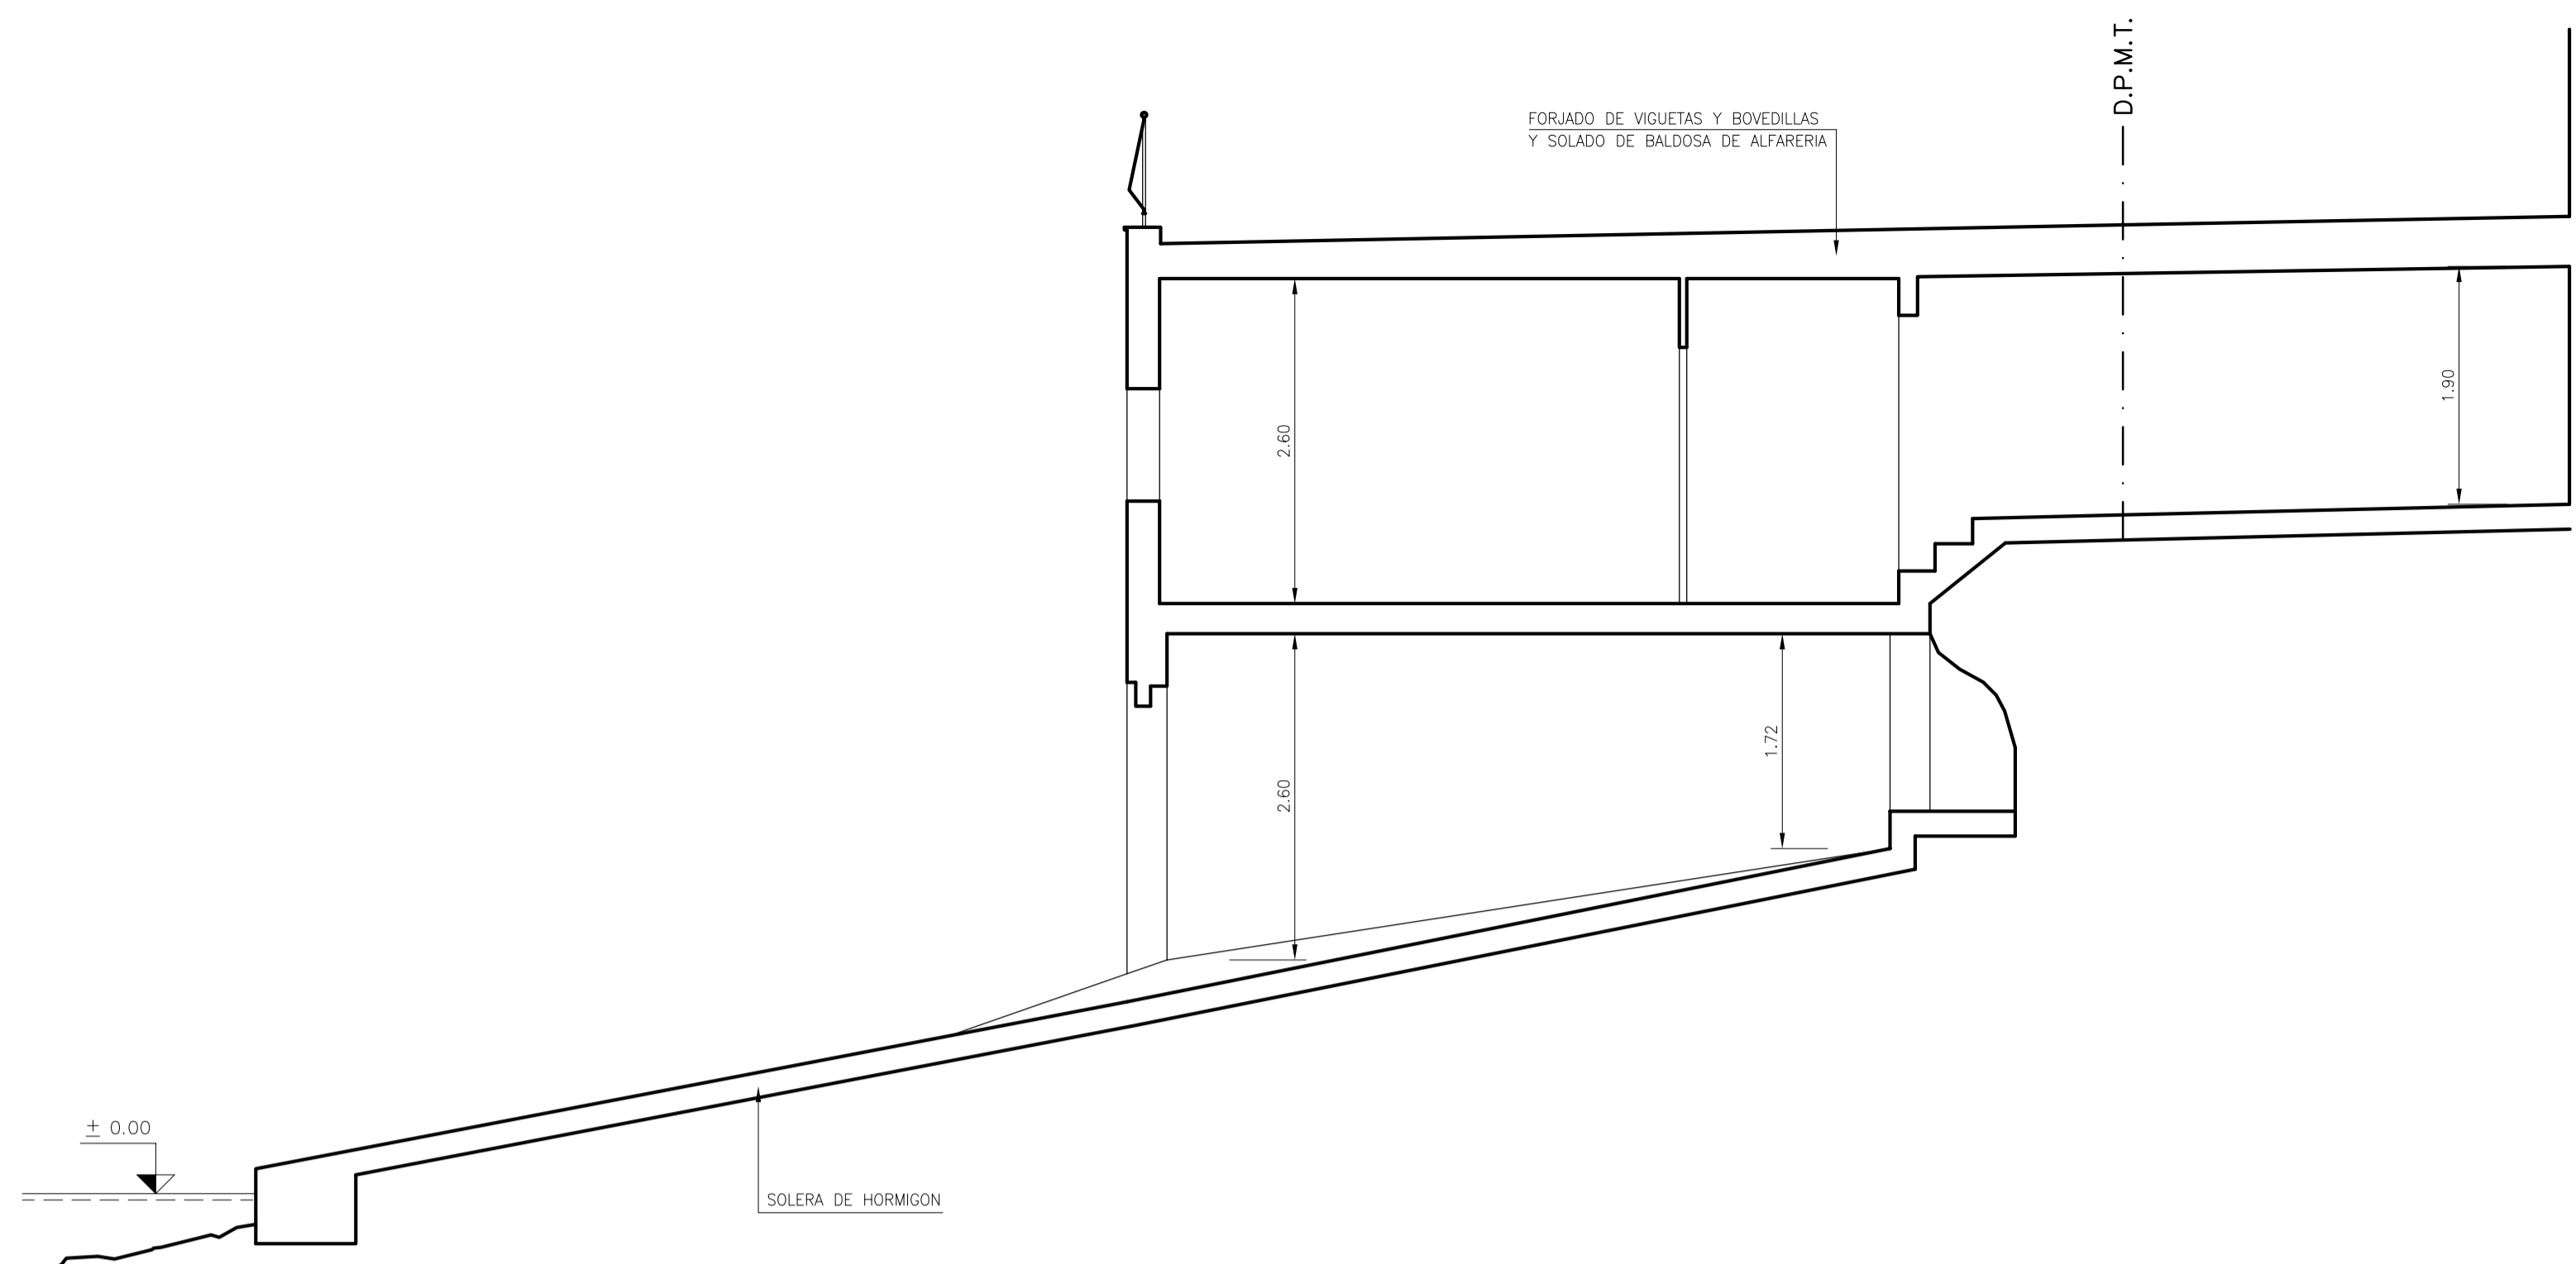 D.P.M.T.
FORJADO DE VIGUETAS Y BOVEDILLAS
Y SOLADO DE BALDOSA DE ALFARERIA
1.90
2.60
1.72
2.60
± 0.00
SOLERA DE HORMIGON